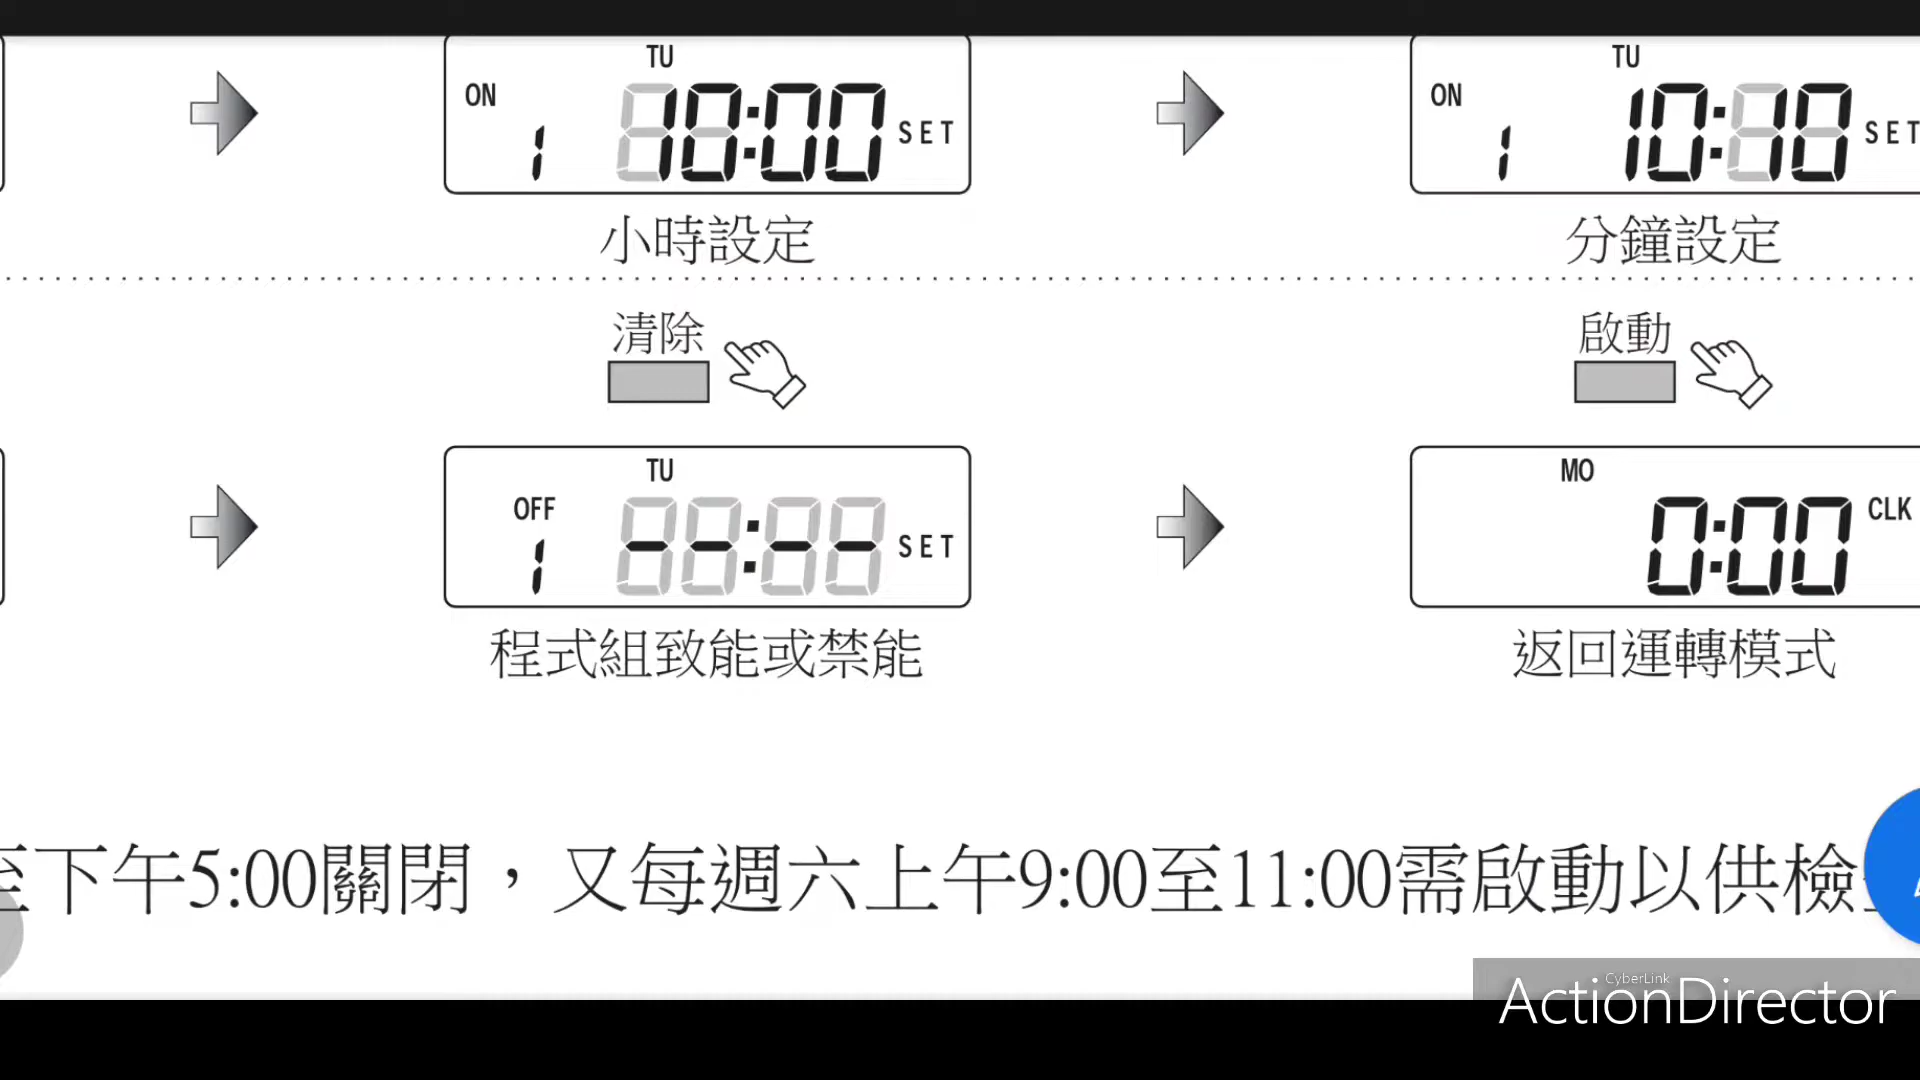 TU
ON 1 10:00 SET
小時設定
TU
ON 1 10:10 SET
分鐘設定
清除
啟動
TU
OFF 1 --:-- SET
程式組致能或禁能
MO
0:00 CLK
返回運轉模式
至下午5:00關閉，又每週六上午9:00至11:00需啟動以供檢
CyberLink
ActionDirector